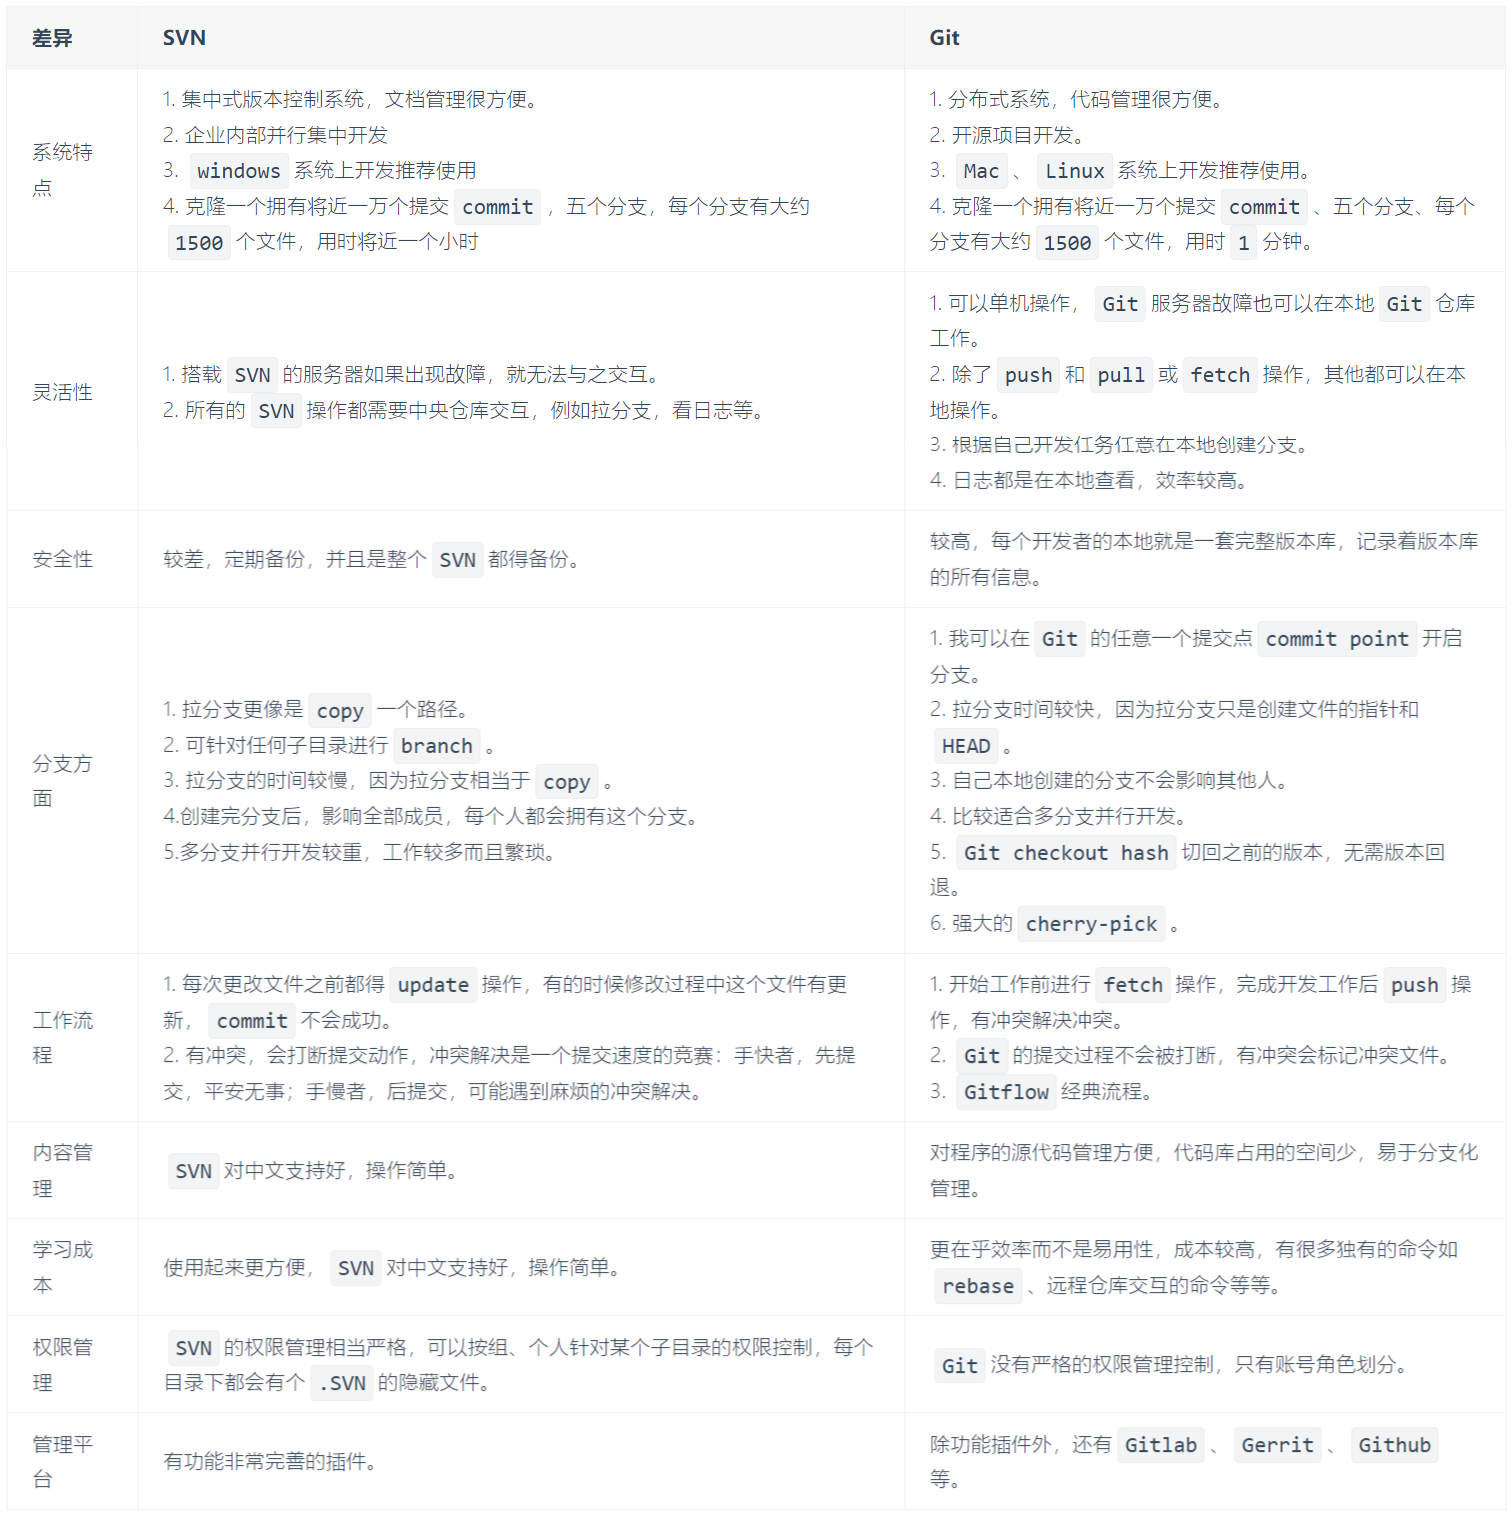 差异
SVN
Git
系统特
点
1. 集中式版本控制系统，文档管理很方便。
2. 企业内部并行集中开发
3. windows 系统上开发推荐使用
4. 克隆一个拥有将近一万个提交 commit ，五个分支，每个分支有大约
1500 个文件，用时将近一个小时
1. 分布式系统，代码管理很方便。
2. 开源项目开发。
3. Mac 、 Linux 系统上开发推荐使用。
4. 克隆一个拥有将近一万个提交 commit 、五个分支、每个
分支有大约 1500 个文件，用时 1 分钟。
灵活性
1. 搭载 SVN 的服务器如果出现故障，就无法与之交互。
2. 所有的 SVN 操作都需要中央仓库交互，例如拉分支，看日志等。
1. 可以单机操作， Git 服务器故障也可以在本地 Git 仓库
工作。
2. 除了 push 和 pull 或 fetch 操作，其他都可以在本
地操作。
3. 根据自己开发任务任意在本地创建分支。
4. 日志都是在本地查看，效率较高。
安全性
较差，定期备份，并且是整个 SVN 都得备份。
较高，每个开发者的本地就是一套完整版本库，记录着版本库
的所有信息。
分支方
面
1. 拉分支更像是 copy 一个路径。
2. 可针对任何子目录进行 branch 。
3. 拉分支的时间较慢，因为拉分支相当于 copy 。
4.创建完分支后，影响全部成员，每个人都会拥有这个分支。
5.多分支并行开发较重，工作较多而且繁琐。
1. 我可以在 Git 的任意一个提交点 commit point 开启
分支。
2. 拉分支时间较快，因为拉分支只是创建文件的指针和
HEAD 。
3. 自己本地创建的分支不会影响其他人。
4. 比较适合多分支并行开发。
5. Git checkout hash 切回之前的版本，无需版本回
退。
6. 强大的 cherry-pick 。
工作流
程
1. 每次更改文件之前都得 update 操作，有的时候修改过程中这个文件有更
新， commit 不会成功。
2. 有冲突，会打断提交动作，冲突解决是一个提交速度的竞赛：手快者，先提
交，平安无事；手慢者，后提交，可能遇到麻烦的冲突解决。
1. 开始工作前进行 fetch 操作，完成开发工作后 push 操
作，有冲突解决冲突。
2. Git 的提交过程不会被打断，有冲突会标记冲突文件。
3. Gitflow 经典流程。
内容管
理
SVN 对中文支持好，操作简单。
对程序的源代码管理方便，代码库占用的空间少，易于分支化
管理。
学习成
本
使用起来更方便， SVN 对中文支持好，操作简单。
更在乎效率而不是易用性，成本较高，有很多独有的命令如
rebase 、远程仓库交互的命令等等。
权限管
理
SVN 的权限管理相当严格，可以按组、个人针对某个子目录的权限控制，每个
目录下都会有个 .SVN 的隐藏文件。
Git 没有严格的权限管理控制，只有账号角色划分。
管理平
台
有功能非常完善的插件。
除功能插件外，还有 Gitlab 、 Gerrit 、 Github
等。